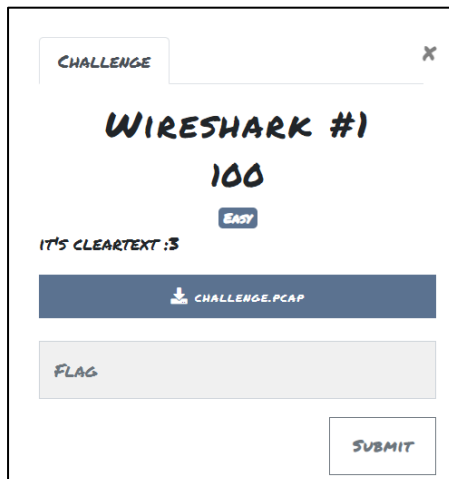 CHALLENGE
×
WIRESHARK #1
100
EASY
IT'S CLEARTEXT :3
CHALLENGE.PCAP
FLAG
SUBMIT